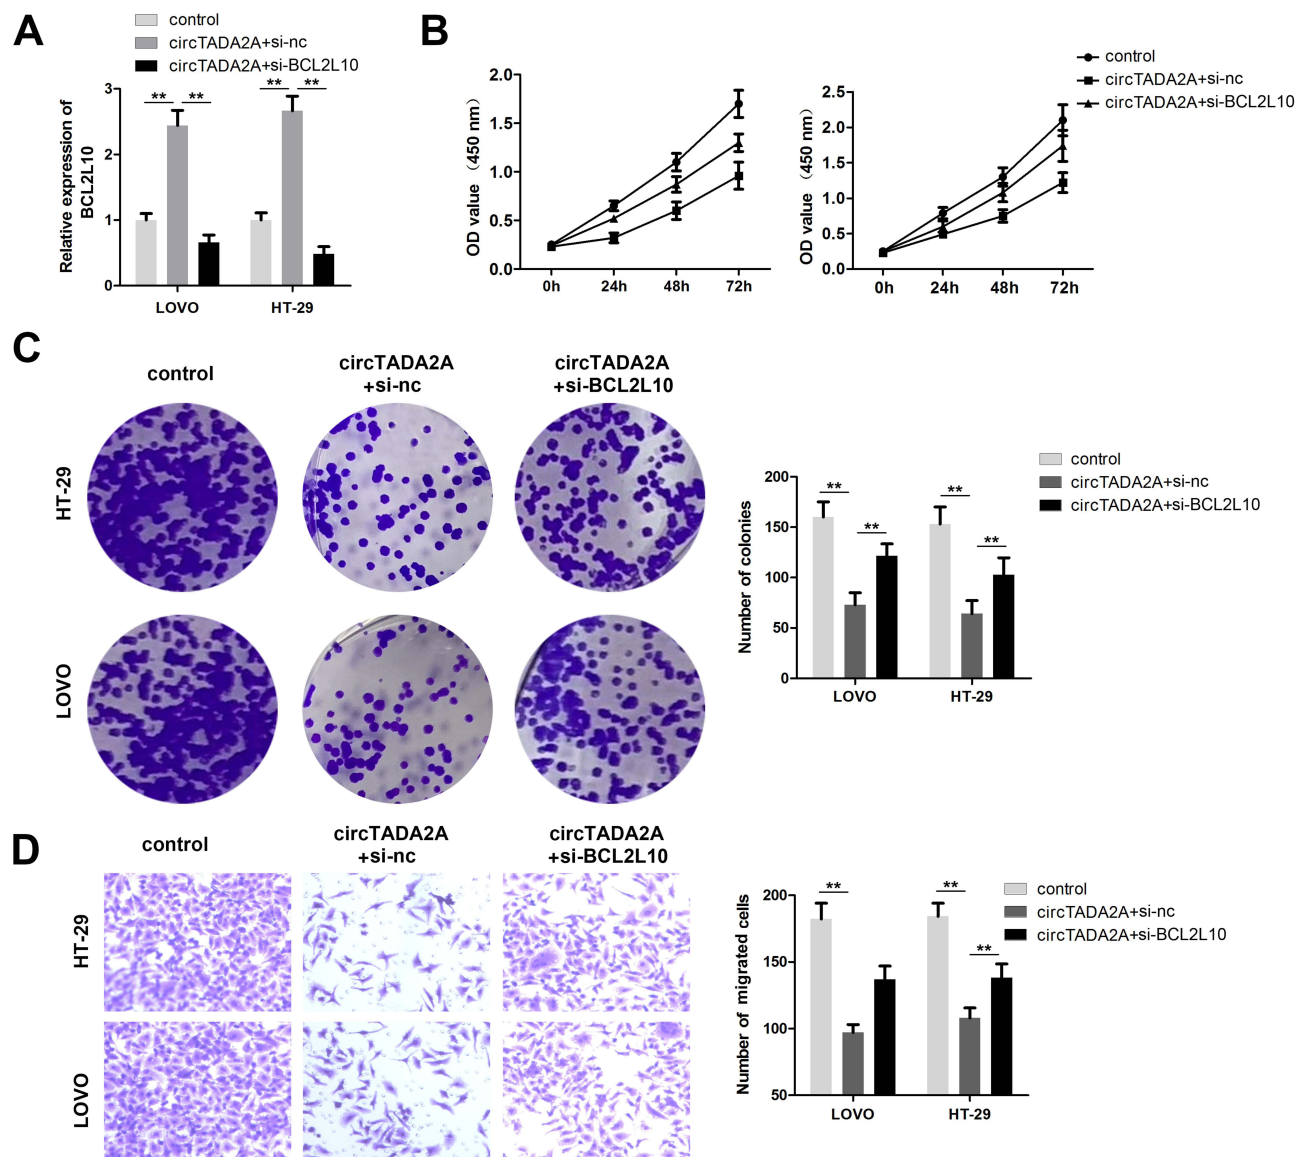 A
control
circTADA2A+si-nc
circTADA2A+si-BCL2L10
Relative expression of
BCL2L10
3
2
1
0
**
**
**
**
LOVO
HT-29
B
OD value (450 nm)
2.0
1.5
1.0
0.5
0.0
0h
24h
48h
72h
OD value (450 nm)
2.5
2.0
1.5
1.0
0.5
0.0
0h
24h
48h
72h
control
circTADA2A+si-nc
circTADA2A+si-BCL2L10
C
control
circTADA2A
+si-nc
circTADA2A
+si-BCL2L10
HT-29
LOVO
Number of colonies
200
150
100
50
0
**
**
**
**
LOVO
HT-29
control
circTADA2A+si-nc
circTADA2A+si-BCL2L10
D
control
circTADA2A
+si-nc
circTADA2A
+si-BCL2L10
HT-29
LOVO
Number of migrated cells
200
150
100
50
**
**
**
LOVO
HT-29
control
circTADA2A+si-nc
circTADA2A+si-BCL2L10